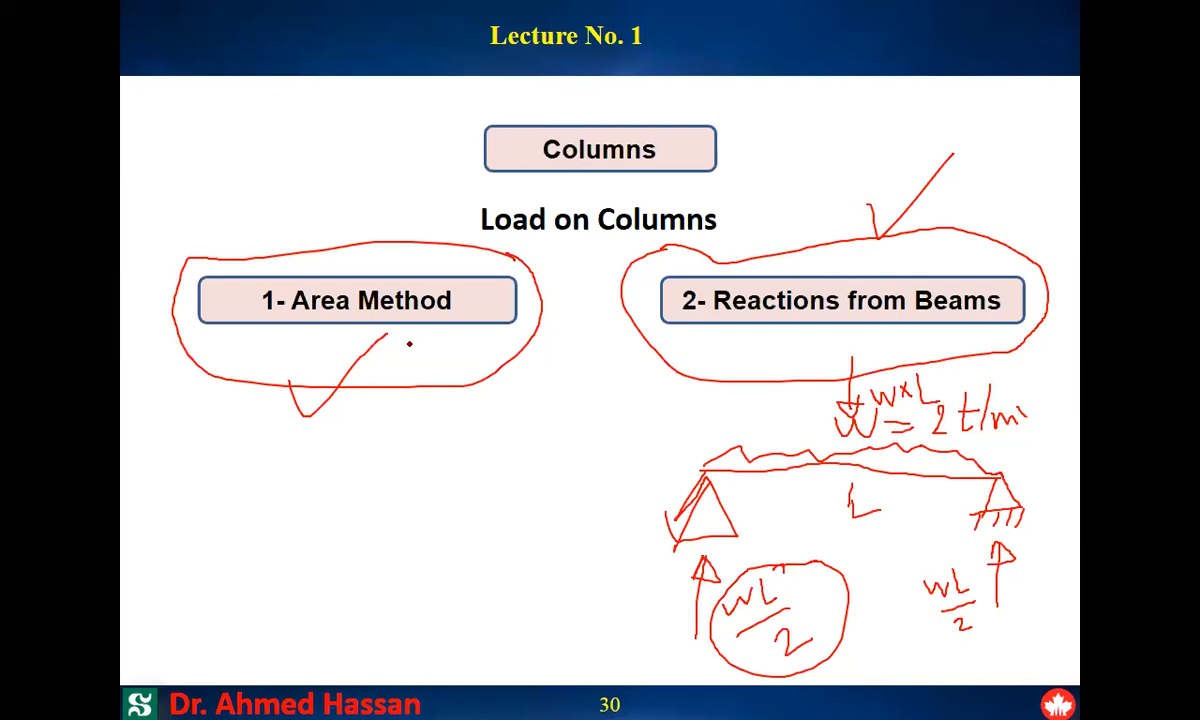 Lecture No. 1
Columns
Load on Columns
1- Area Method
2- Reactions from Beams
W×L
W = 2 t/m
L
WL/2
WL/2
Dr. Ahmed Hassan
30